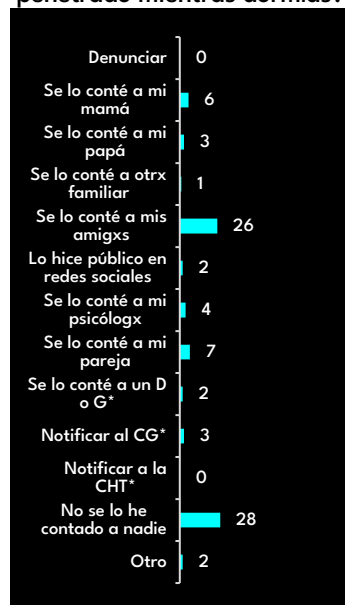 penetrado mientras dormías?
Denunciar 0
Se lo conté a mi
mamá 6
Se lo conté a mi
papá 3
Se lo conté a otrx
familiar 1
Se lo conté a mis
amigxs 26
Lo hice público en
redes sociales 2
Se lo conté a mi
psicólogx 4
Se lo conté a mi
pareja 7
Se lo conté a un D
o G* 2
Notificar al CG* 3
Notificar a la
CHT* 0
No se lo he
contado a nadie 28
Otro 2